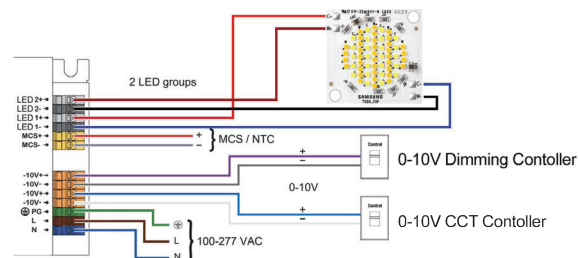 C+
W+
C-
W-
SAMSUNG
2 LED groups
LED 2+
LED 2-
LED 1+
LED 1-
MCS+
MCS-
+
–
MCS / NTC
-10V+
-10V-
-10V+
-10V-
PG
L
N
+
–
0-10V
+
–
Control
0-10V Dimming Contoller
Control
0-10V CCT Contoller
L
N
100-277 VAC